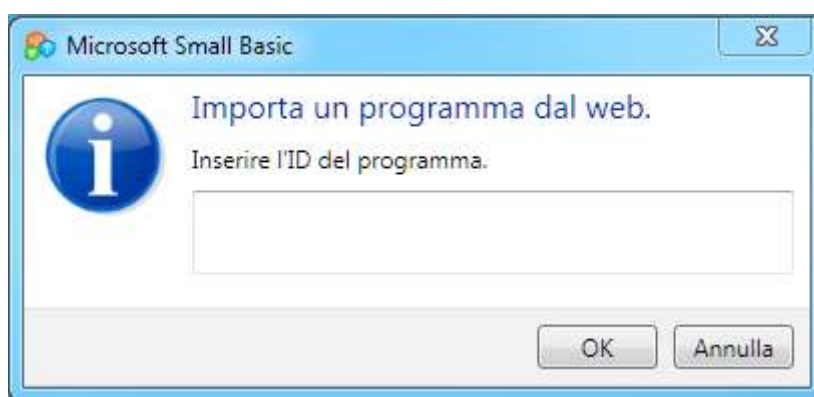 Microsoft Small Basic
Importa un programma dal web.
Inserire l'ID del programma.
OK Annulla